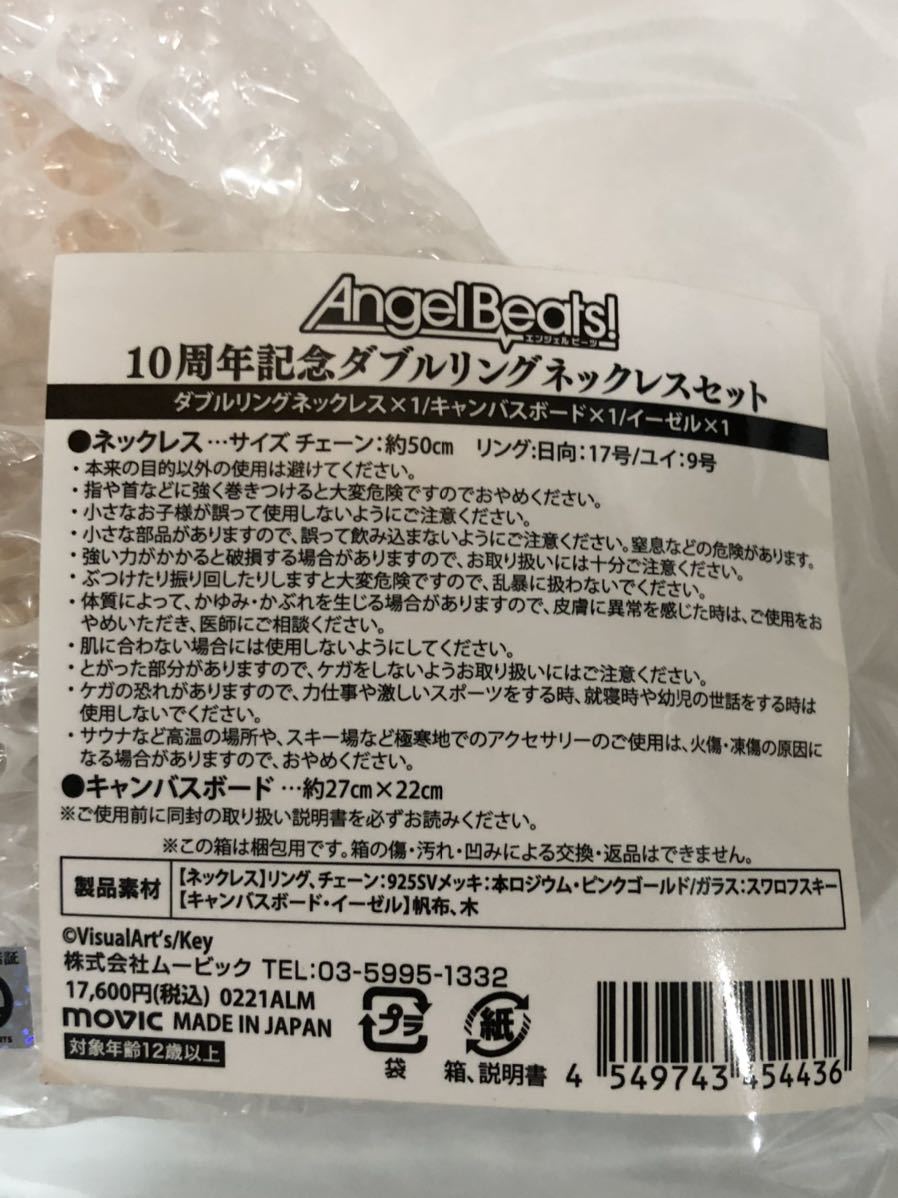 Angel Beats!
エンジェルビーツ
10周年記念ダブルリングネックレスセット
ダブルリングネックレス×1/キャンバスボード×1/イーゼル×1
●ネックレス…サイズ チェーン:約50㎝ リング:日向:17号/ユイ:9号
・本来の目的以外の使用は避けてください。
・指や首などに強く巻きつけると大変危険ですのでおやめください。
・小さなお子様が誤って使用しないようにご注意ください。
・小さな部品がありますので、誤って飲み込まないようにご注意ください。窒息などの危険があります。
・強い力がかかると破損する場合がありますので、お取り扱いには十分ご注意ください。
・ぶつけたり振り回したりしますと大変危険ですので、乱暴に扱わないでください。
・体質によって、かゆみ・かぶれを生じる場合がありますので、皮膚に異常を感じた時は、ご使用をお
やめいただき、医師にご相談ください。
・肌に合わない場合には使用しないようにしてください。
・とがった部分がありますので、ケガをしないようお取り扱いにはご注意ください。
・ケガの恐れがありますので、力仕事や激しいスポーツをする時、就寝時や幼児の世話をする時は
使用しないでください。
・サウナなど高温の場所や、スキー場など極寒地でのアクセサリーのご使用は、火傷・凍傷の原因に
なる場合がありますので、おやめください。
●キャンバスボード…約27㎝×22㎝
※ご使用前に同封の取り扱い説明書を必ずお読みください。
※この箱は梱包用です。箱の傷・汚れ・凹みによる交換・返品はできません。
製品素材
【ネックレス】リング、チェーン:925SVメッキ:本ロジウム・ピンクゴールド/ガラス:スワロフスキー
【キャンバスボード・イーゼル】帆布、木
©VisualArt's/Key
株式会社ムービック TEL:03-5995-1332
17,600円(税込) 0221ALM
movic MADE IN JAPAN
対象年齢12歳以上
プラ
袋
紙
箱、説明書
4 549743 454436